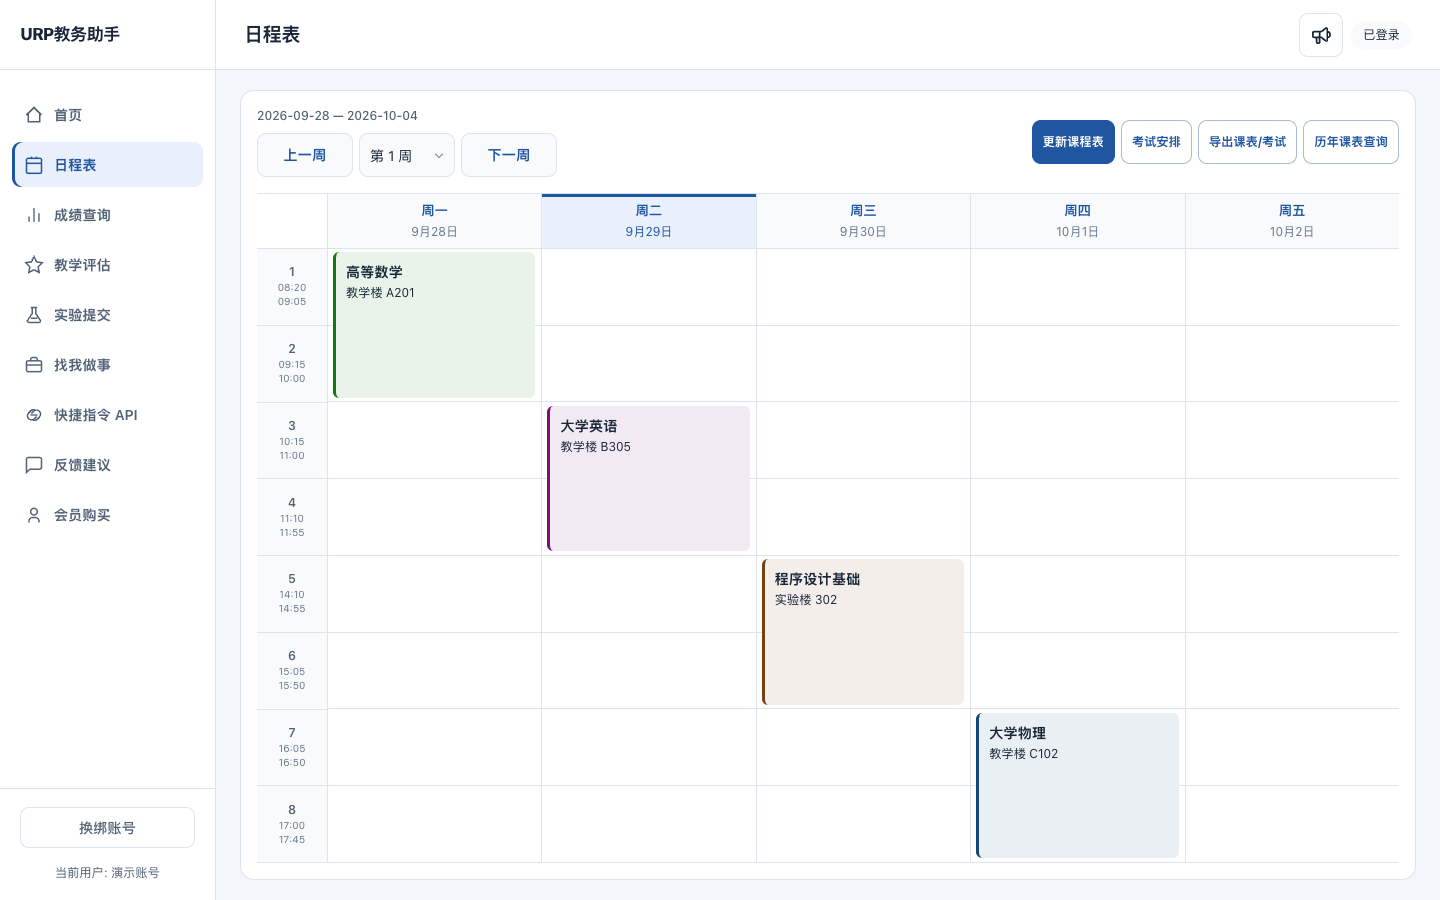 URP教务助手
日程表
已登录
首页
日程表
成绩查询
教学评估
实验提交
找我做事
快捷指令 API
反馈建议
会员购买
换绑账号
当前用户: 演示账号
2026-09-28 — 2026-10-04
上一周
第 1 周
下一周
更新课程表
考试安排
导出课表/考试
历年课表查询
周一
9月28日
周二
9月29日
周三
9月30日
周四
10月1日
周五
10月2日
1
08:20
09:05
高等数学
教学楼 A201
2
09:15
10:00
3
10:15
11:00
大学英语
教学楼 B305
4
11:10
11:55
5
14:10
14:55
程序设计基础
实验楼 302
6
15:05
15:50
7
16:05
16:50
大学物理
教学楼 C102
8
17:00
17:45